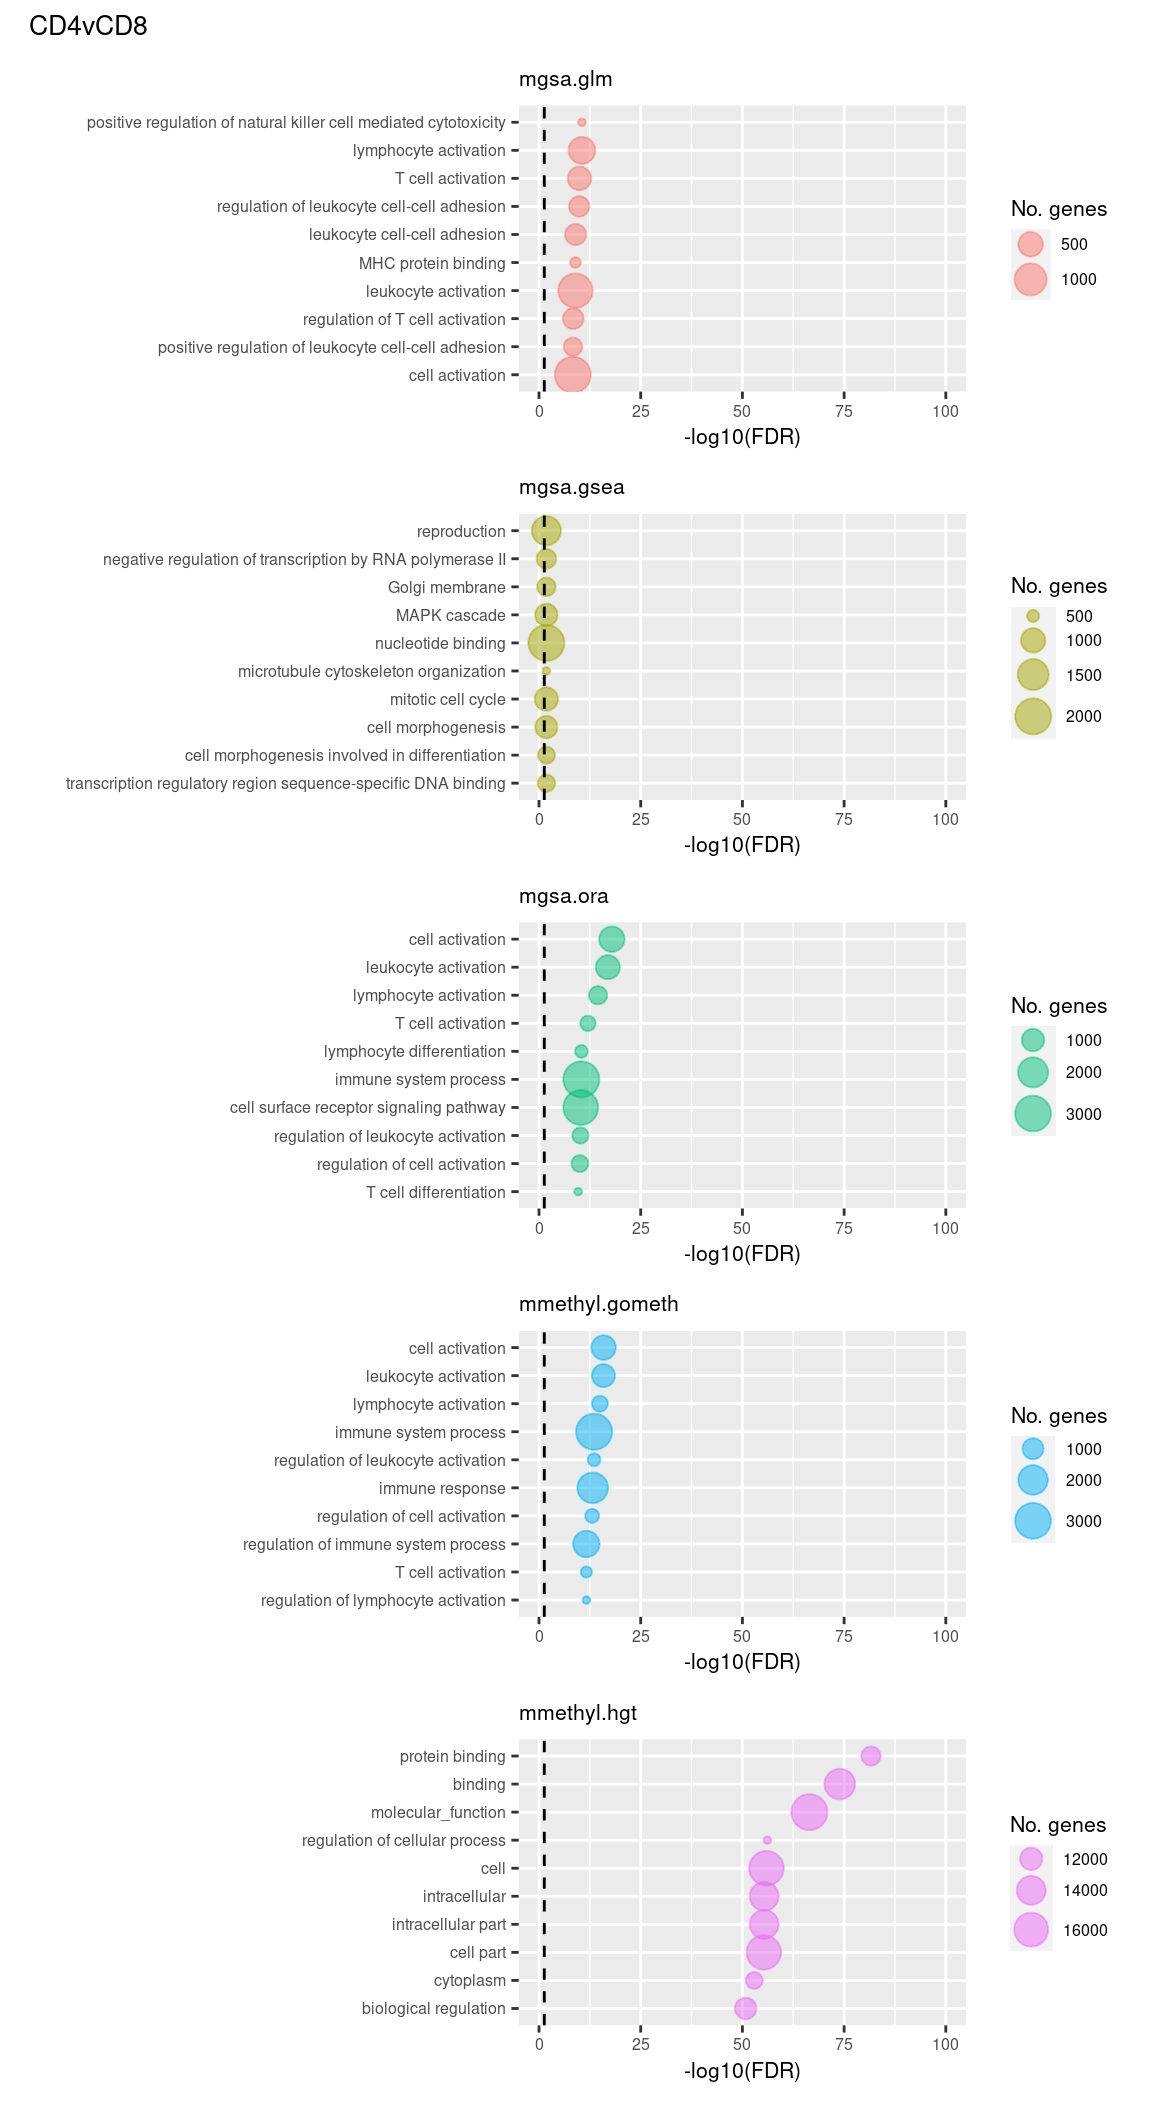 CD4vCD8
mgsa.glm
positive regulation of natural killer cell mediated cytotoxicity
lymphocyte activation
T cell activation
regulation of leukocyte cell-cell adhesion
leukocyte cell-cell adhesion
MHC protein binding
leukocyte activation
regulation of T cell activation
positive regulation of leukocyte cell-cell adhesion
cell activation
0 25 50 75 100
-log10(FDR)
No. genes
500
1000
mgsa.gsea
reproduction
negative regulation of transcription by RNA polymerase II
Golgi membrane
MAPK cascade
nucleotide binding
microtubule cytoskeleton organization
mitotic cell cycle
cell morphogenesis
cell morphogenesis involved in differentiation
transcription regulatory region sequence-specific DNA binding
0 25 50 75 100
-log10(FDR)
No. genes
500
1000
1500
2000
mgsa.ora
cell activation
leukocyte activation
lymphocyte activation
T cell activation
lymphocyte differentiation
immune system process
cell surface receptor signaling pathway
regulation of leukocyte activation
regulation of cell activation
T cell differentiation
0 25 50 75 100
-log10(FDR)
No. genes
1000
2000
3000
mmethyl.gometh
cell activation
leukocyte activation
lymphocyte activation
immune system process
regulation of leukocyte activation
immune response
regulation of cell activation
regulation of immune system process
T cell activation
regulation of lymphocyte activation
0 25 50 75 100
-log10(FDR)
No. genes
1000
2000
3000
mmethyl.hgt
protein binding
binding
molecular_function
regulation of cellular process
cell
intracellular
intracellular part
cell part
cytoplasm
biological regulation
0 25 50 75 100
-log10(FDR)
No. genes
12000
14000
16000